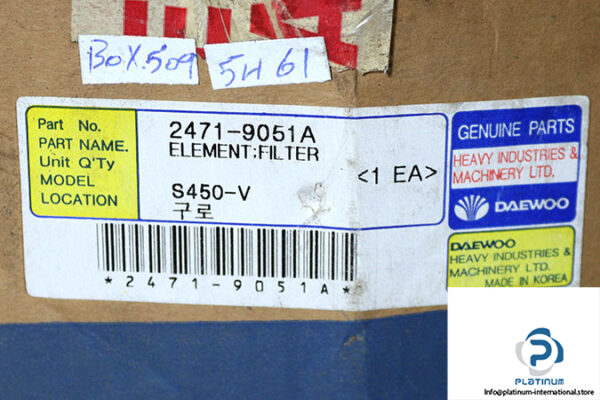 BOX.509
5H 61
Part No.
2471-9051A
PART NAME.
ELEMENT;FILTER
Unit Q'Ty
<1 EA>
MODEL
S450-V
LOCATION
구로
*2471-9051A*
GENUINE PARTS
HEAVY INDUSTRIES &
MACHINERY LTD.
DAEWOO
DAEWOO
HEAVY INDUSTRIES &
MACHINERY LTD.
MADE IN KOREA
PLATINUM
Info@platinum-international.store